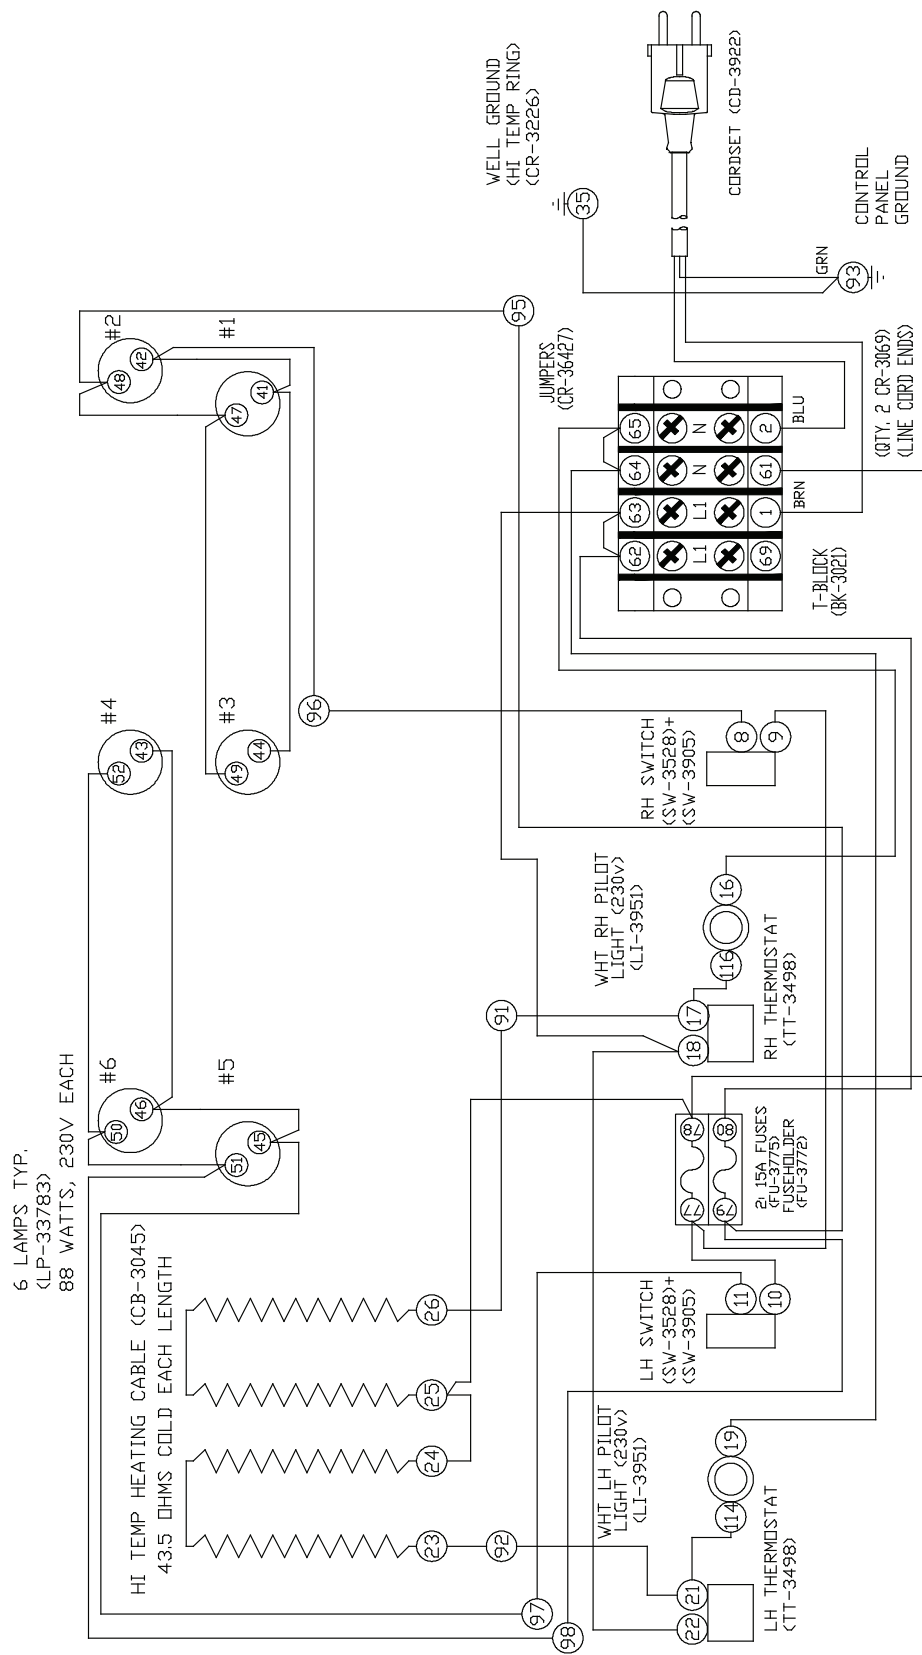 6 LAMPS TYP.
(LP-33783)
88 WATTS, 230V EACH
#6
50
46
#5
51
45
#4
52
43
#3
49
44
#2
48
42
#1
47
41
96
95
HI TEMP HEATING CABLE (CB-3045)
43.5 OHMS COLD EACH LENGTH
23
24
25
26
92
91
97
98
WELL GROUND
(HI TEMP RING)
(CR-3226)
35
CORDSET (CD-3922)
CONTROL
PANEL
GROUND
GRN
93
JUMPERS
(CR-36427)
62
63
64
65
L1
L1
N
N
69
1
61
2
BRN
BLU
(QTY. 2 CR-3069)
(LINE CORD ENDS)
T-BLOCK
(BK-3021)
RH SWITCH
(SW-3528)+
(SW-3905)
8
9
WHT RH PILOT
LIGHT (230v)
(LI-3951)
18
17
116
16
RH THERMOSTAT
(TT-3498)
77
78
79
80
2: 15A FUSES
(FU-3775)
FUSEHOLDER
(FU-3772)
LH SWITCH
(SW-3528)+
(SW-3905)
11
10
WHT LH PILOT
LIGHT (230v)
(LI-3951)
22
21
114
19
LH THERMOSTAT
(TT-3498)